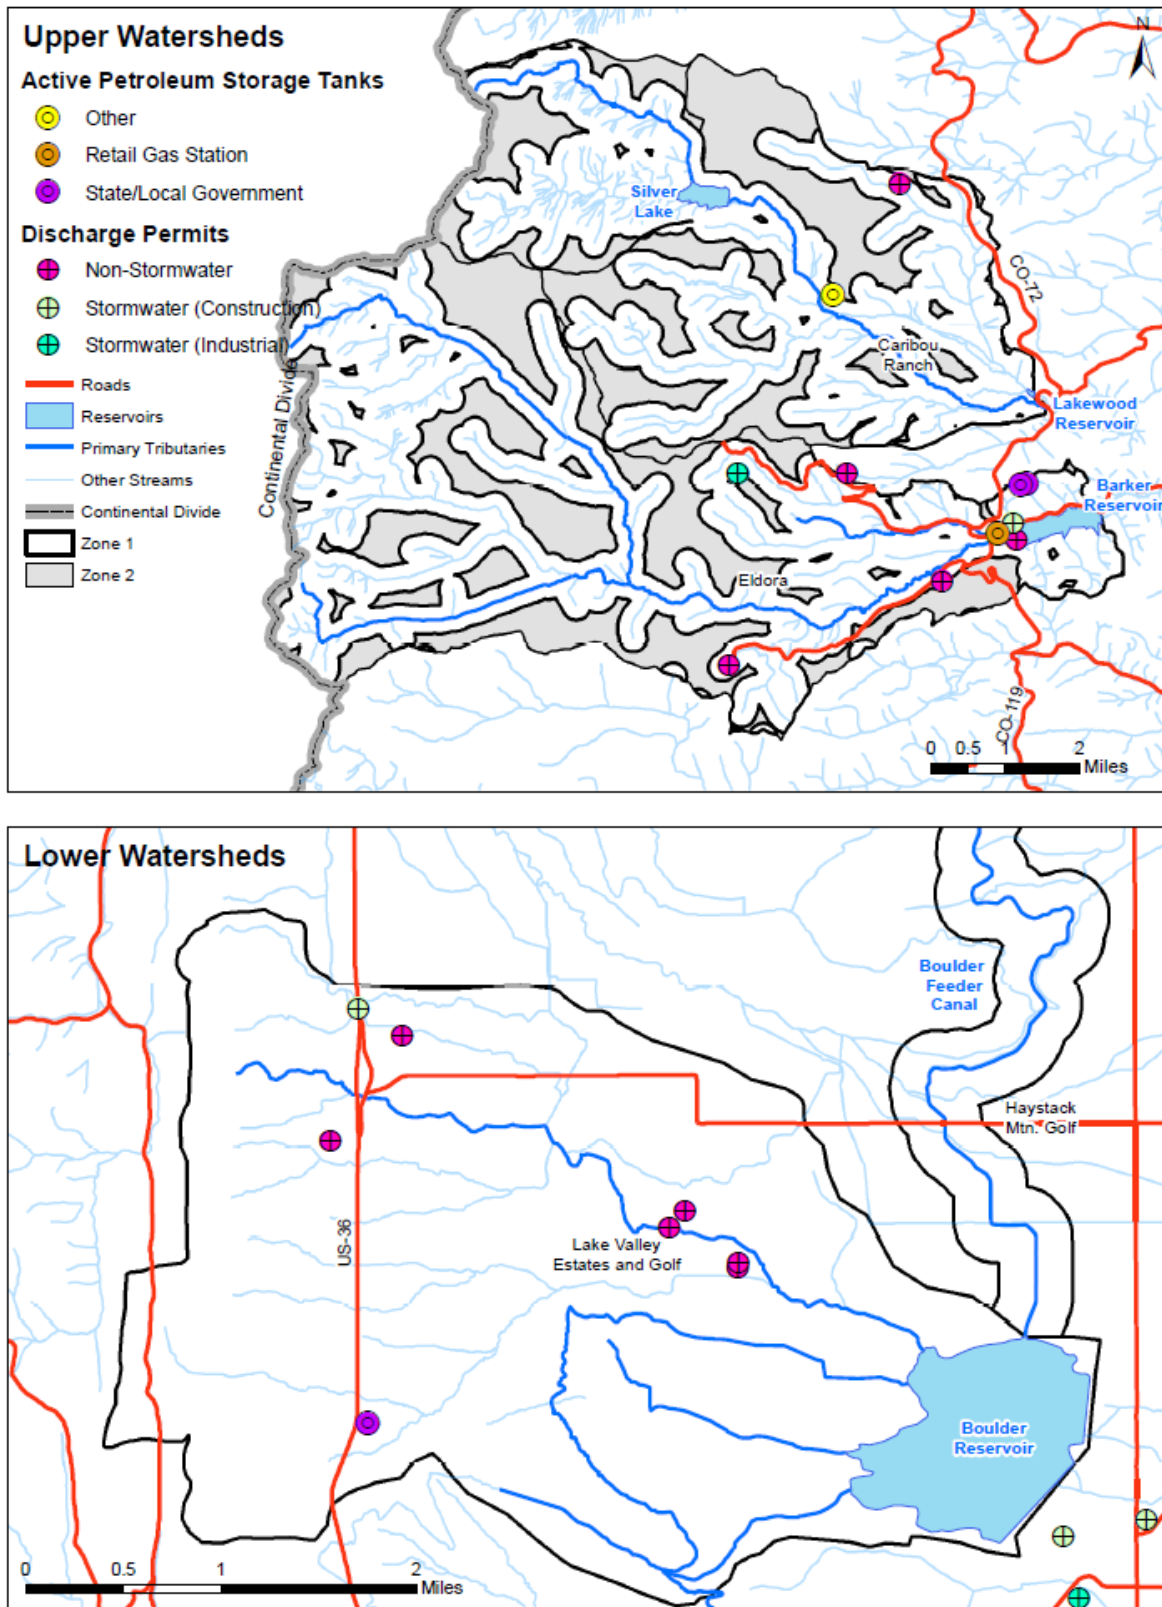 Upper Watersheds
Active Petroleum Storage Tanks
Other
Retail Gas Station
State/Local Government
Discharge Permits
Non-Stormwater
Stormwater (Construction)
Stormwater (Industrial)
Roads
Reservoirs
Primary Tributaries
Other Streams
Continental Divide
Zone 1
Zone 2
Continental Divide
N
Silver
Lake
CO-72
Caribou
Ranch
Lakewood
Reservoir
Barker
Reservoir
Eldora
CO-119
0 0.5 1 2
Miles
Lower Watersheds
Boulder
Feeder
Canal
Haystack
Mtn. Golf
US-36
Lake Valley
Estates and Golf
Boulder
Reservoir
0 0.5 1 2
Miles